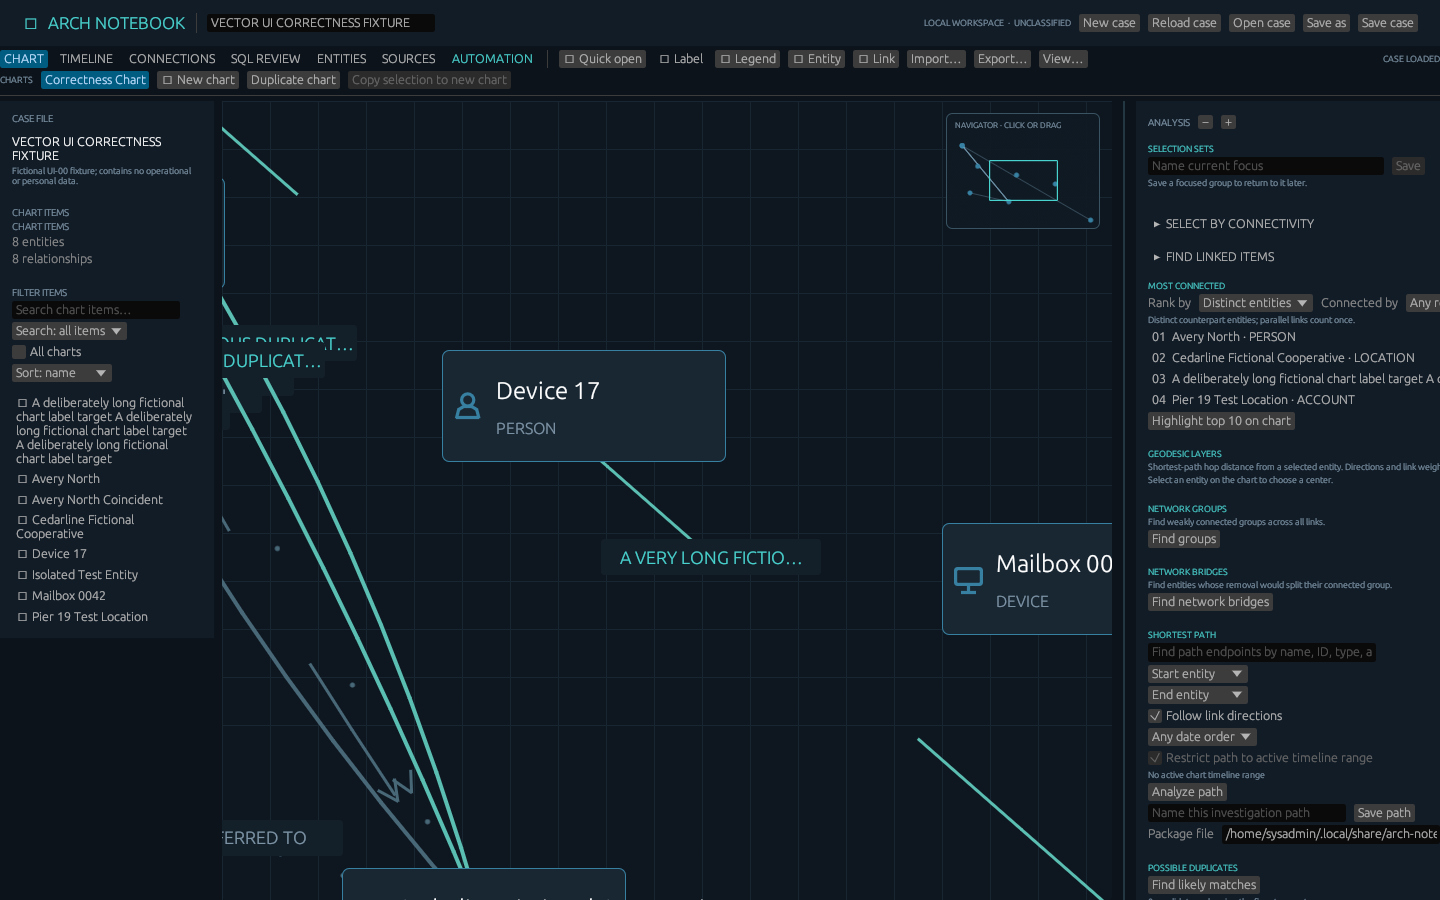 ARCH NOTEBOOK
VECTOR UI CORRECTNESS FIXTURE
LOCAL WORKSPACE · UNCLASSIFIED
New case
Reload case
Open case
Save as
Save case
CHART
TIMELINE
CONNECTIONS
SQL REVIEW
ENTITIES
SOURCES
AUTOMATION
Quick open
Label
Legend
Entity
Link
Import...
Export...
View...
CASE LOADED
CHARTS
Correctness Chart
New chart
Duplicate chart
Copy selection to new chart
CASE FILE
VECTOR UI CORRECTNESS
FIXTURE
Fictional UI-00 fixture; contains no operational
or personal data.
CHART ITEMS
CHART ITEMS
8 entities
8 relationships
FILTER ITEMS
Search chart items...
Search: all items
All charts
Sort: name
A deliberately long fictional
chart label target A deliberately
long fictional chart label target
A deliberately long fictional
chart label target
Avery North
Avery North Coincident
Cedarline Fictional
Cooperative
Device 17
Isolated Test Entity
Mailbox 0042
Pier 19 Test Location
DUPLICAT...
DUPLICAT...
Device 17
PERSON
A VERY LONG FICTIO...
Mailbox 00
DEVICE
FERRED TO
NAVIGATOR · CLICK OR DRAG
ANALYSIS − +
SELECTION SETS
Name current focus
Save
Save a focused group to return to it later.
SELECT BY CONNECTIVITY
FIND LINKED ITEMS
MOST CONNECTED
Rank by
Distinct entities
Connected by
Any r
Distinct counterpart entities; parallel links count once.
01 Avery North · PERSON
02 Cedarline Fictional Cooperative · LOCATION
03 A deliberately long fictional chart label target A
04 Pier 19 Test Location · ACCOUNT
Highlight top 10 on chart
GEODESIC LAYERS
Shortest-path hop distance from a selected entity. Directions and link weigh
Select an entity on the chart to choose a center.
NETWORK GROUPS
Find weakly connected groups across all links.
Find groups
NETWORK BRIDGES
Find entities whose removal would split their connected group.
Find network bridges
SHORTEST PATH
Find path endpoints by name, ID, type, a
Start entity
End entity
Follow link directions
Any date order
Restrict path to active timeline range
No active chart timeline range
Analyze path
Name this investigation path
Save path
Package file
/home/sysadmin/.local/share/arch-note
POSSIBLE DUPLICATES
Find likely matches